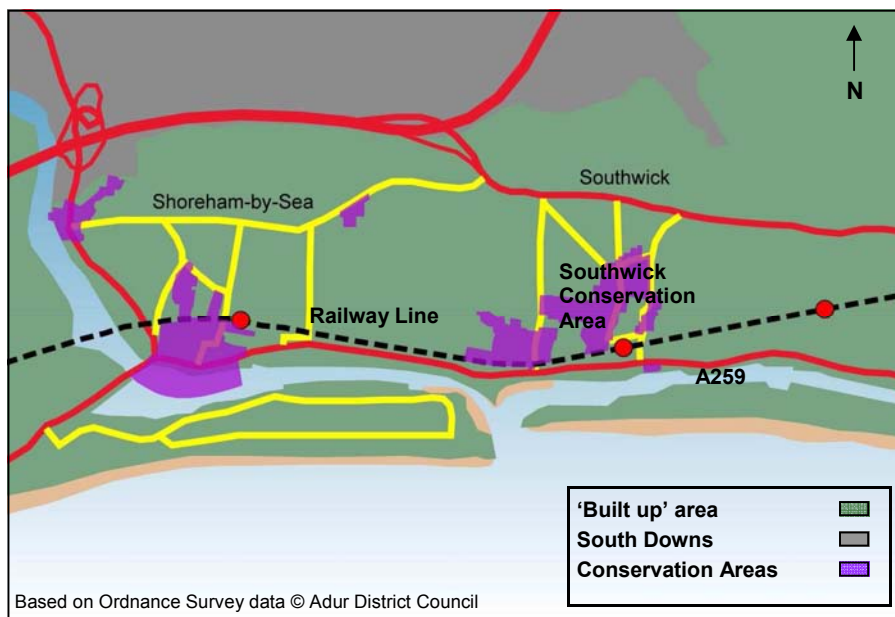 N
Southwick
Shoreham-by-Sea
Southwick
Conservation
Area
Railway Line
A259
‘Built up’ area
South Downs
Conservation Areas
Based on Ordnance Survey data © Adur District Council